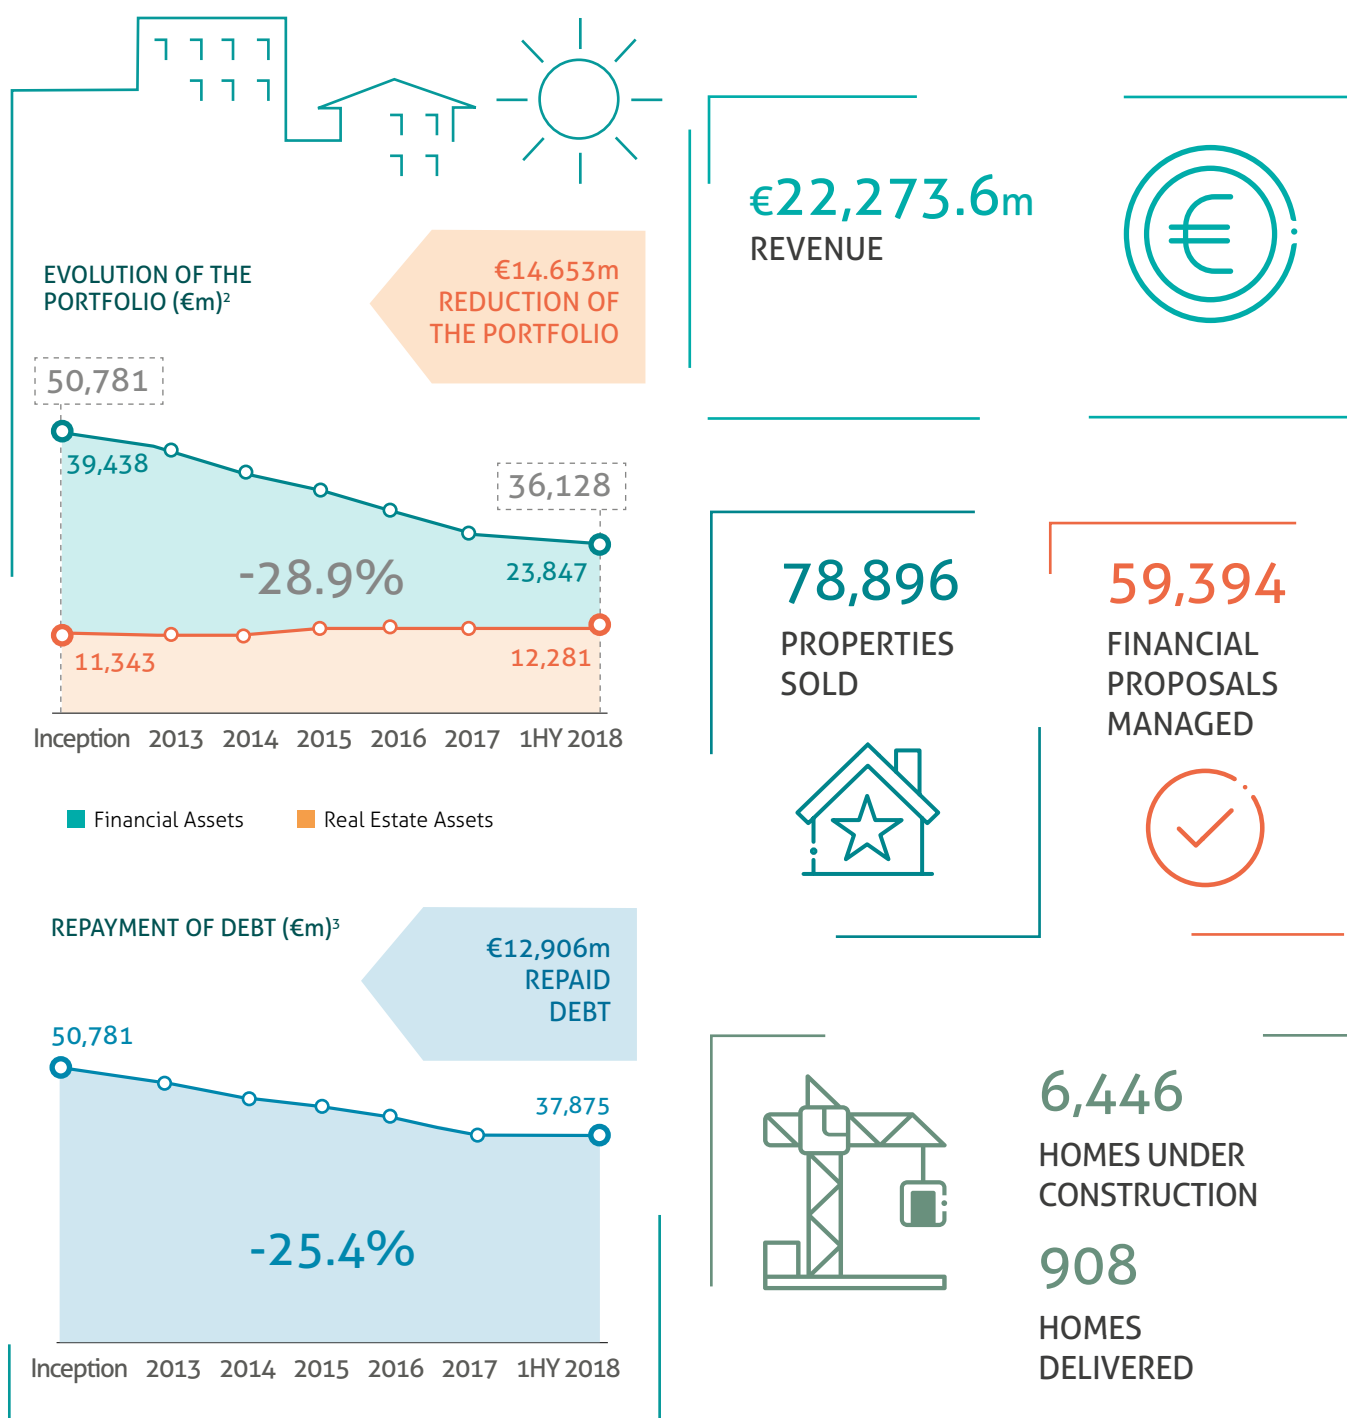 EVOLUTION OF THE
PORTFOLIO (€m)²
€14.653m
REDUCTION OF
THE PORTFOLIO
50,781
39,438
36,128
-28.9%
23,847
11,343
12,281
Inception 2013 2014 2015 2016 2017 1HY 2018
Financial Assets
Real Estate Assets
REPAYMENT OF DEBT (€m)³
€12,906m
REPAID
DEBT
50,781
37,875
-25.4%
Inception 2013 2014 2015 2016 2017 1HY 2018
€22,273.6m
REVENUE
€
78,896
PROPERTIES
SOLD
59,394
FINANCIAL
PROPOSALS
MANAGED
6,446
HOMES UNDER
CONSTRUCTION
908
HOMES
DELIVERED